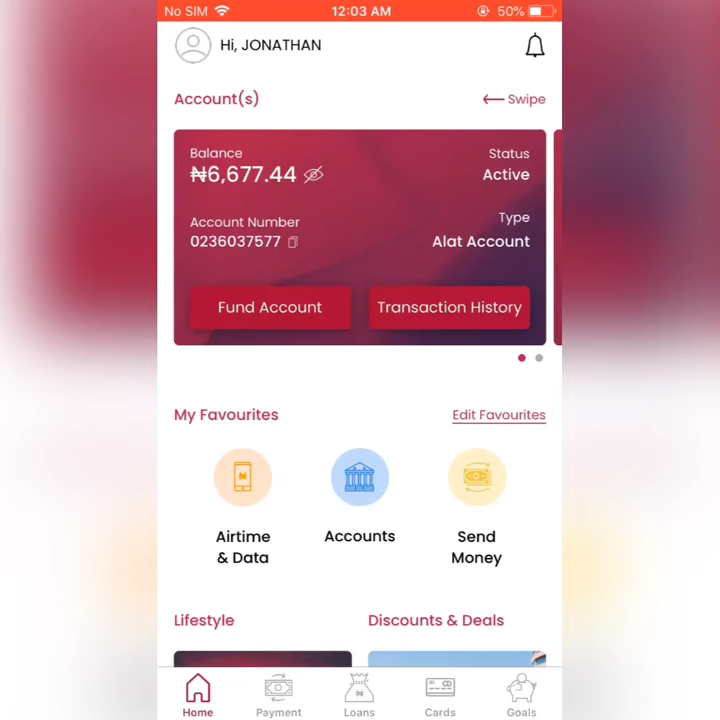 No SIM 12:03 AM 50%
Hi, JONATHAN
Account(s) Swipe
Balance Status
₦6,677.44 Active
Account Number Type
0236037577 Alat Account
Fund Account Transaction History
My Favourites Edit Favourites
Airtime & Data
Accounts
Send Money
Lifestyle Discounts & Deals
Home Payment Loans Cards Goals